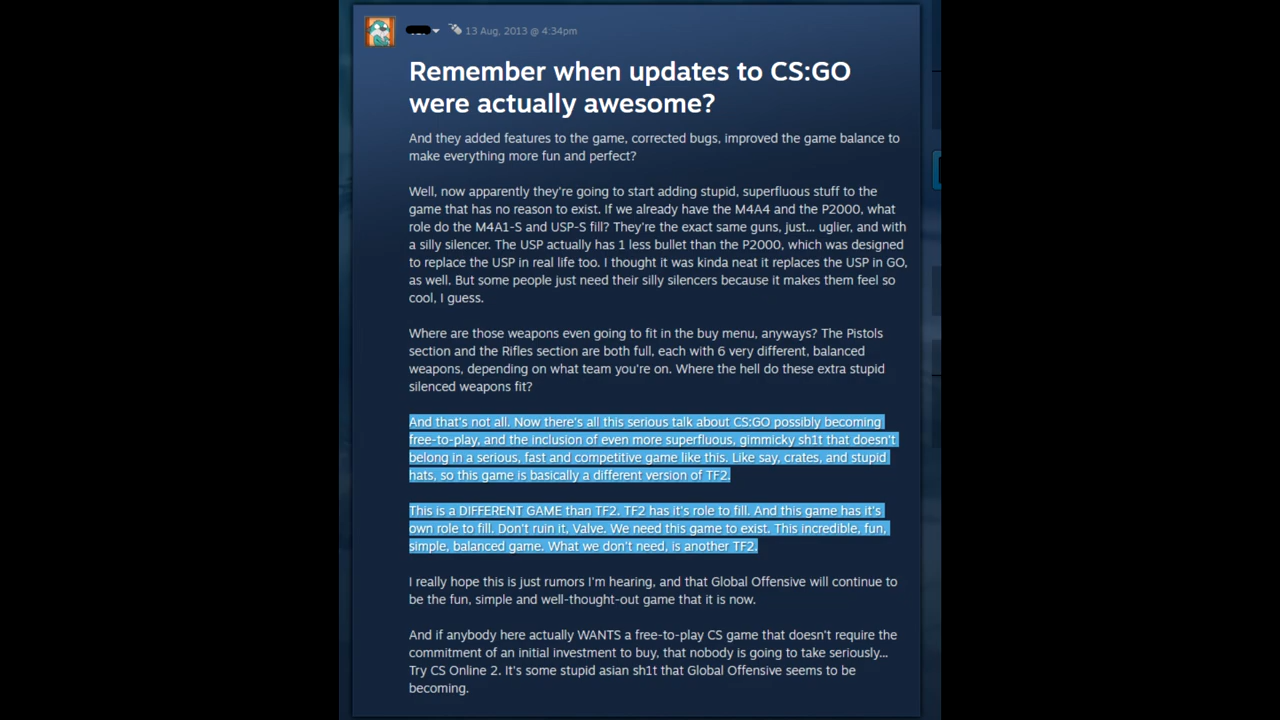 13 Aug, 2013 @ 4:34pm
Remember when updates to CS:GO
were actually awesome?
And they added features to the game, corrected bugs, improved the game balance to
make everything more fun and perfect?
Well, now apparently they're going to start adding stupid, superfluous stuff to the
game that has no reason to exist. If we already have the M4A4 and the P2000, what
role do the M4A1-S and USP-S fill? They're the exact same guns, just... uglier, and with
a silly silencer. The USP actually has 1 less bullet than the P2000, which was designed
to replace the USP in real life too. I thought it was kinda neat it replaces the USP in GO,
as well. But some people just need their silly silencers because it makes them feel so
cool, I guess.
Where are those weapons even going to fit in the buy menu, anyways? The Pistols
section and the Rifles section are both full, each with 6 very different, balanced
weapons, depending on what team you're on. Where the hell do these extra stupid
silenced weapons fit?
And that's not all. Now there's all this serious talk about CS:GO possibly becoming
free-to-play, and the inclusion of even more superfluous, gimmicky sh1t that doesn't
belong in a serious, fast and competitive game like this. Like say, crates, and stupid
hats, so this game is basically a different version of TF2.
This is a DIFFERENT GAME than TF2. TF2 has it's role to fill. And this game has it's
own role to fill. Don't ruin it, Valve. We need this game to exist. This incredible, fun,
simple, balanced game. What we don't need, is another TF2.
I really hope this is just rumors I'm hearing, and that Global Offensive will continue to
be the fun, simple and well-thought-out game that it is now.
And if anybody here actually WANTS a free-to-play CS game that doesn't require the
commitment of an initial investment to buy, that nobody is going to take seriously...
Try CS Online 2. It's some stupid asian sh1t that Global Offensive seems to be
becoming.